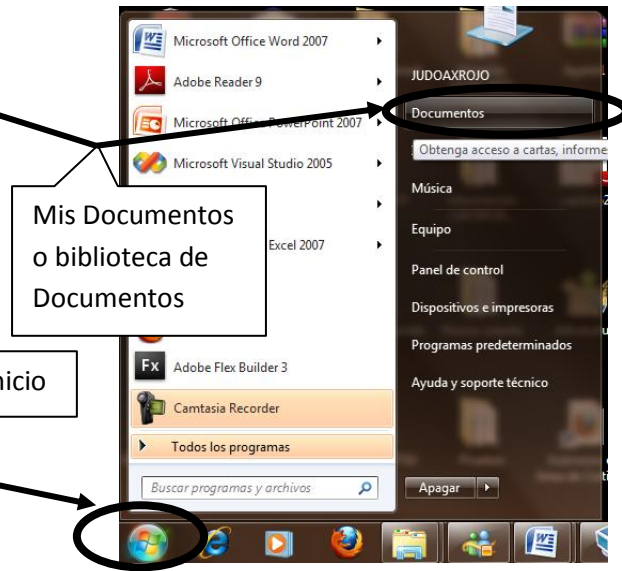 Microsoft Office Word 2007
Adobe Reader 9
Microsoft Office PowerPoint 2007
Microsoft Visual Studio 2005
Excel 2007
Fx Adobe Flex Builder 3
Camtasia Recorder
Todos los programas
Buscar programas y archivos
JUDOAXROJO
Documentos
Obtenga acceso a cartas, informe
Música
Equipo
Panel de control
Dispositivos e impresoras
Programas predeterminados
Ayuda y soporte técnico
Apagar
Mis Documentos
o biblioteca de
Documentos
nicio